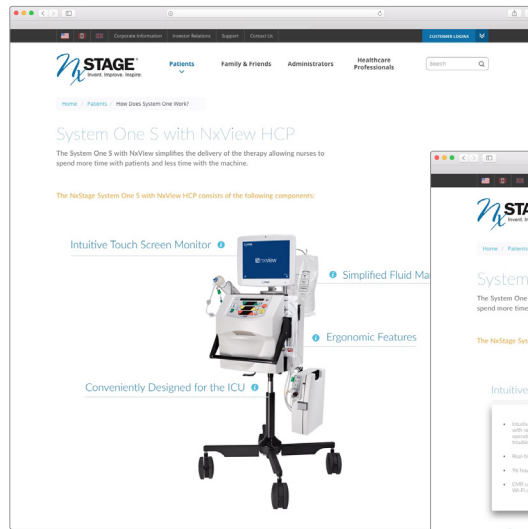 Corporate Information Investor Relations Support Contact Us CUSTOMER LOGINS
NXSTAGE®
Invent. Improve. Inspire.
Patients Family & Friends Administrators Healthcare Professionals Search
Home / Patients / How Does System One Work?
System One S with NxView HCP
The System One S with NxView simplifies the delivery of the therapy allowing nurses to
spend more time with patients and less time with the machine.
The NxStage System One S with NxView HCP consists of the following components:
Intuitive Touch Screen Monitor
nxview
Simplified Fluid Ma
Ergonomic Features
Conveniently Designed for the ICU
Home / Patients
System
The System One
spend more time
The NxStage Sys
Intuitive